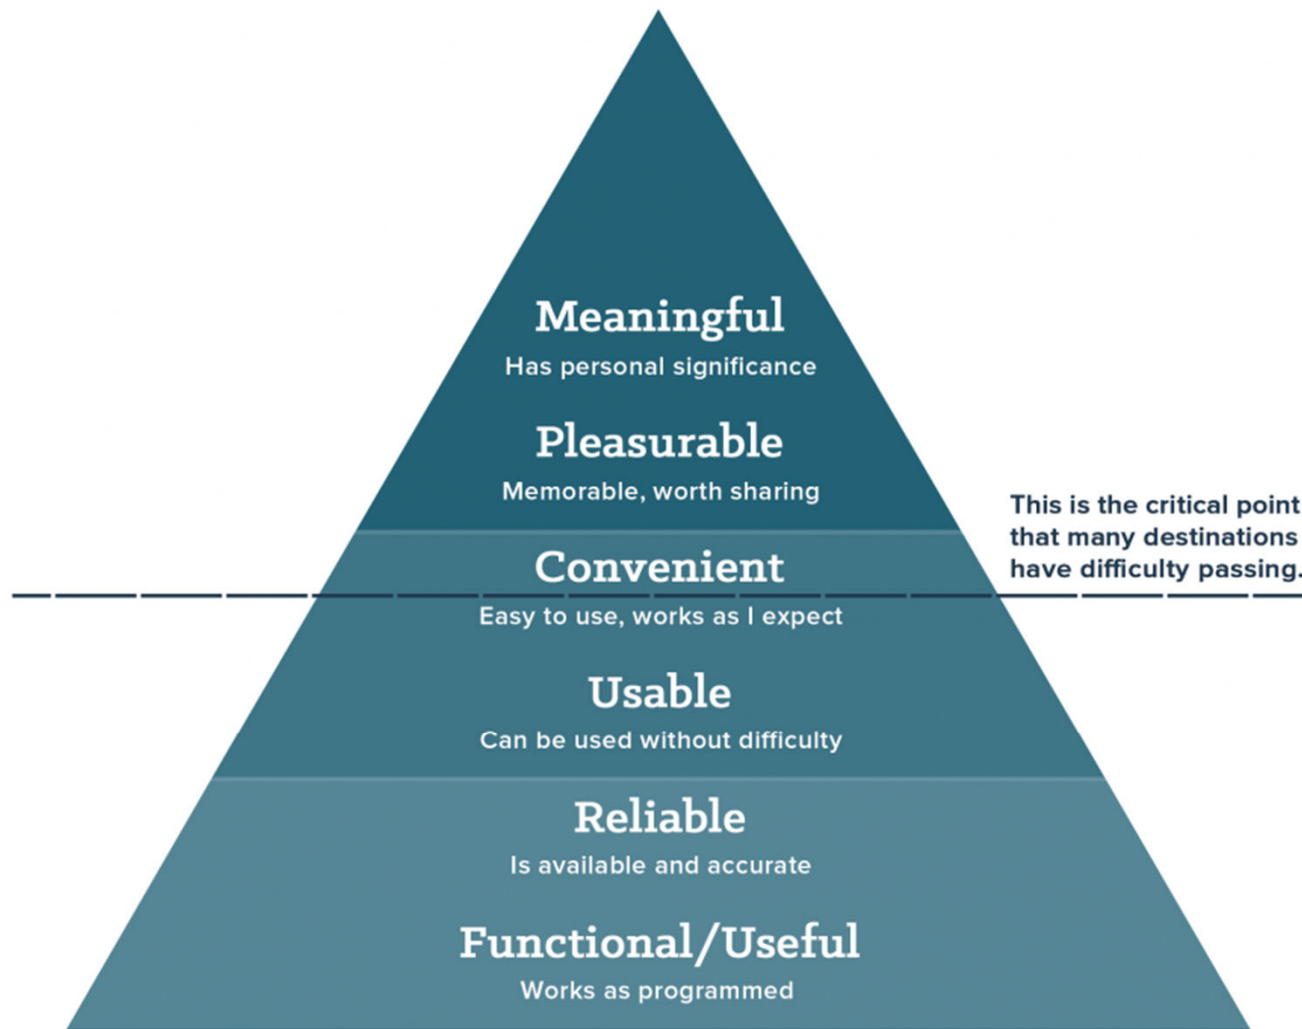 Meaningful
Has personal significance
Pleasurable
Memorable, worth sharing
This is the critical point
that many destinations
have difficulty passing.
Convenient
Easy to use, works as I expect
Usable
Can be used without difficulty
Reliable
Is available and accurate
Functional/Useful
Works as programmed